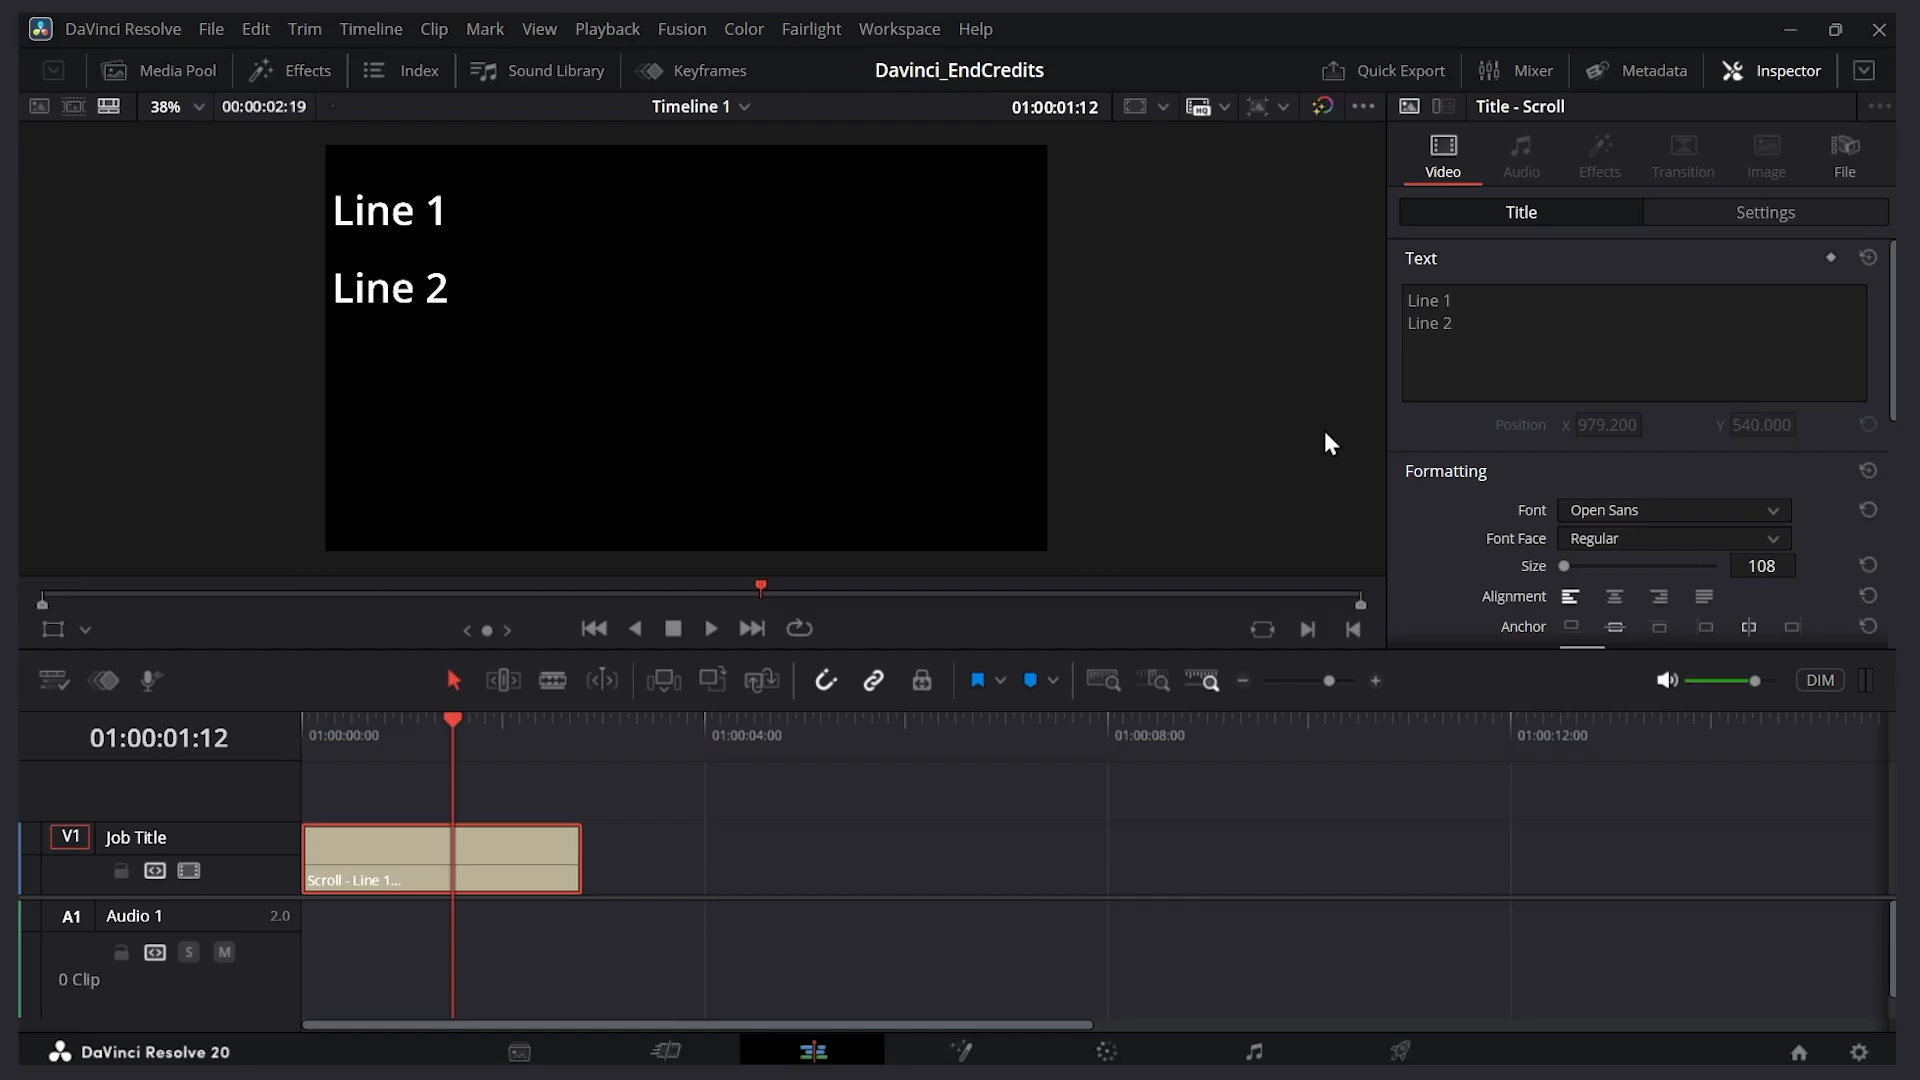 DaVinci Resolve File Edit Trim Timeline Clip Mark View Playback Fusion Color Fairlight Workspace Help
Media Pool Effects Index Sound Library Keyframes Davinci_EndCredits Quick Export Mixer Metadata Inspector
38% 00:00:02:19 Timeline 1 01:00:01:12 HQ Title - Scroll
Video Audio Effects Transition Image File
Title Settings
Line 1
Line 2
Text
Line 1
Line 2
Position X 979.200 Y 540.000
Formatting
Font Open Sans
Font Face Regular
Size 108
Alignment
Anchor
DIM
01:00:01:12
01:00:00:00 01:00:04:00 01:00:08:00 01:00:12:00
V1 Job Title
Scroll - Line 1...
A1 Audio 1 2.0
S M
0 Clip
DaVinci Resolve 20